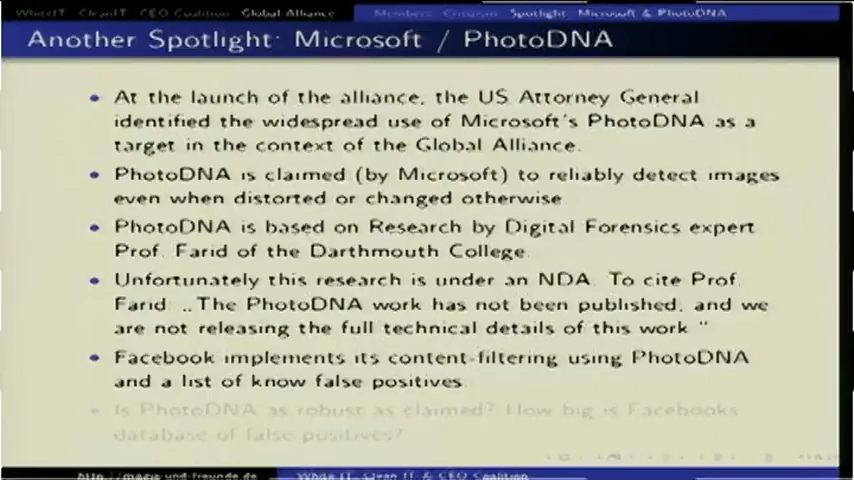 WhiteIT CleanIT CEO Coalition Global Alliance Members Criticism Spotlight: Microsoft & PhotoDNA
Another Spotlight: Microsoft / PhotoDNA
• At the launch of the alliance, the US Attorney General
identified the widespread use of Microsoft's PhotoDNA as a
target in the context of the Global Alliance.
• PhotoDNA is claimed (by Microsoft) to reliably detect images
even when distorted or changed otherwise
• PhotoDNA is based on Research by Digital Forensics expert
Prof. Farid of the Darthmouth College.
• Unfortunately this research is under an NDA. To cite Prof.
Farid: „The PhotoDNA work has not been published, and we
are not releasing the full technical details of this work "
• Facebook implements its content-filtering using PhotoDNA
and a list of know false positives
• Is PhotoDNA as robust as claimed? How big is Facebooks
database of false positives?
White IT, Clean IT & CEO Coalition